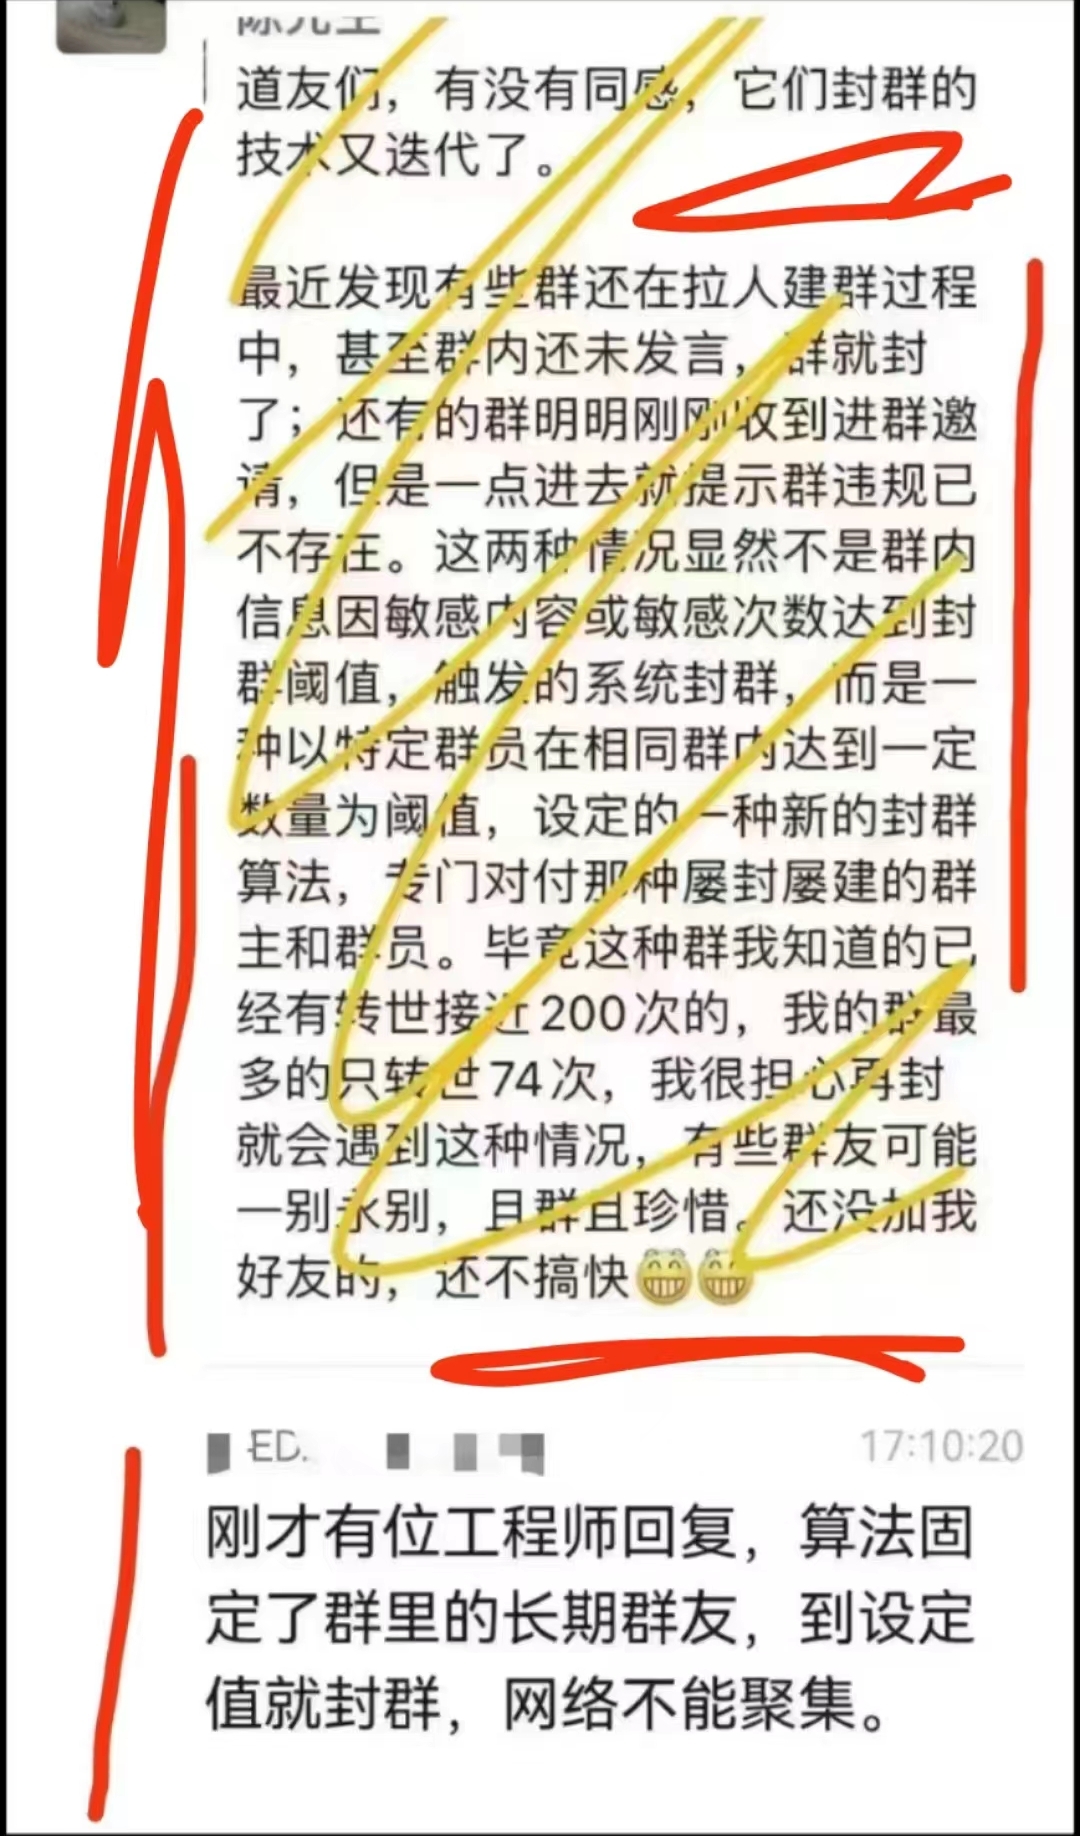 道友们，有没有同感，它们封群的
技术又迭代了。
最近发现有些群还在拉人建群过程
中，甚至群内还未发言，群就封
了；还有的群明明刚刚收到进群邀
请，但是一点进去就提示群违规已
不存在。这两种情况显然不是群内
信息因敏感内容或敏感次数达到封
群阈值，触发的系统封群，而是一
种以特定群员在相同群内达到一定
数量为阈值，设定的一种新的封群
算法，专门对付那种屡封屡建的群
主和群员。毕竟这种群我知道的已
经有转世接近200次的，我的群最
多的只转世74次，我很担心再封
就会遇到这种情况，有些群友可能
一别永别，且群且珍惜。还没加我
好友的，还不搞快
ED.
17:10:20
刚才有位工程师回复，算法固
定了群里的长期群友，到设定
值就封群，网络不能聚集。